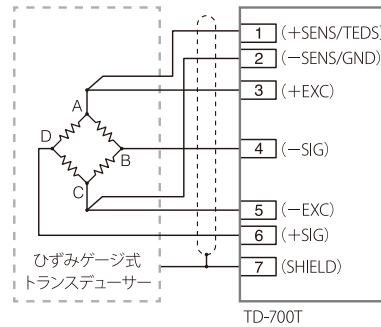 1 (+SENS/TEDS)
2 (−SENS/GND)
3 (+EXC)
A
D
B
4 (−SIG)
C
5 (−EXC)
6 (+SIG)
ひずみゲージ式
トランスデューサー
7 (SHIELD)
TD-700T